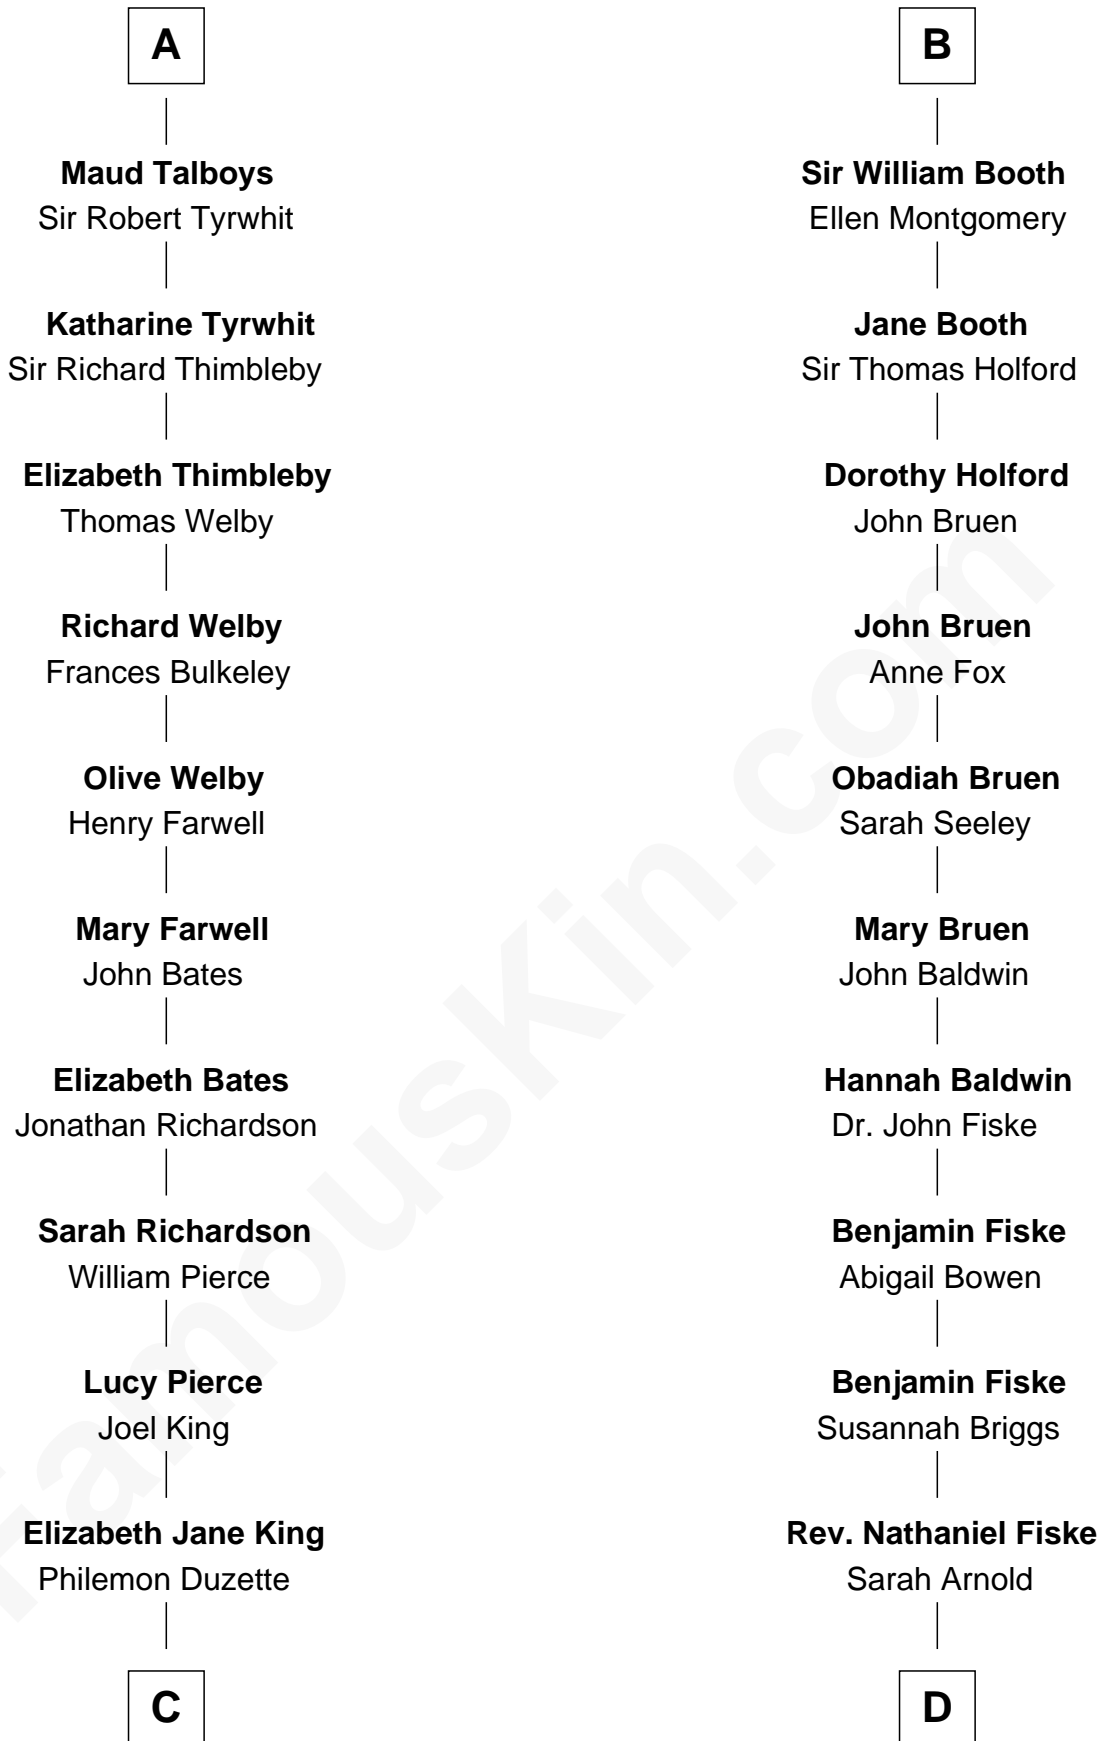 A
Maud Talboys
Sir Robert Tyrwhit
Katharine Tyrwhit
Sir Richard Thimbleby
Elizabeth Thimbleby
Thomas Welby
Richard Welby
Frances Bulkeley
Olive Welby
Henry Farwell
Mary Farwell
John Bates
Elizabeth Bates
Jonathan Richardson
Sarah Richardson
William Pierce
Lucy Pierce
Joel King
Elizabeth Jane King
Philemon Duzette
C
B
Sir William Booth
Ellen Montgomery
Jane Booth
Sir Thomas Holford
Dorothy Holford
John Bruen
John Bruen
Anne Fox
Obadiah Bruen
Sarah Seeley
Mary Bruen
John Baldwin
Hannah Baldwin
Dr. John Fiske
Benjamin Fiske
Abigail Bowen
Benjamin Fiske
Susannah Briggs
Rev. Nathaniel Fiske
Sarah Arnold
D
FamousKin.com